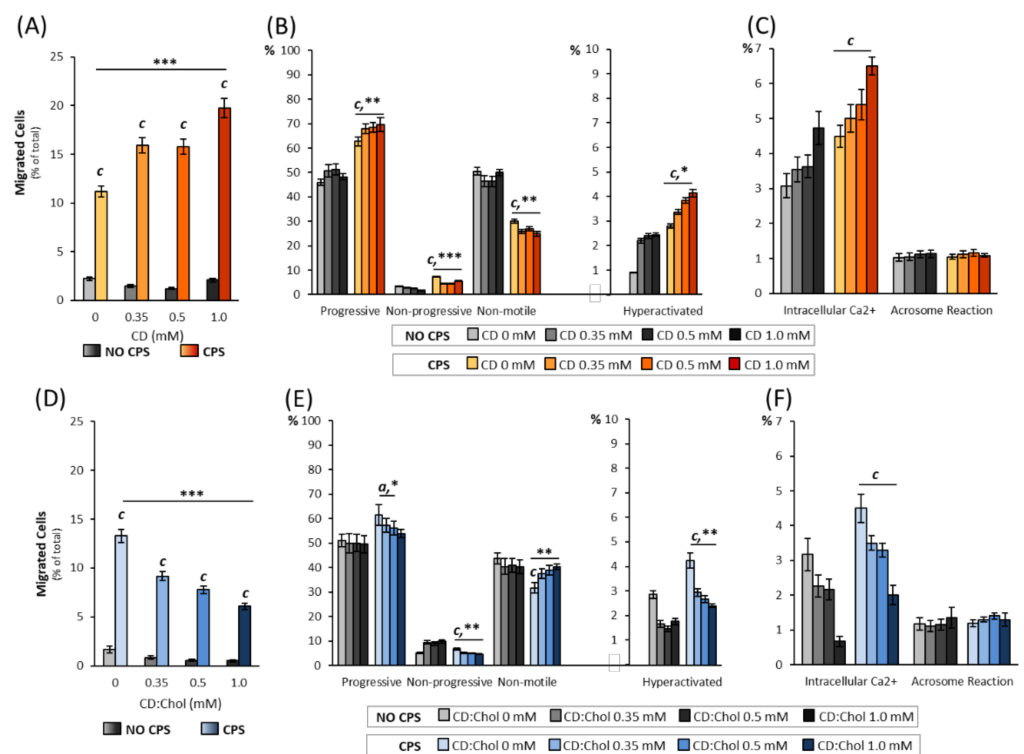 (A)
Migrated Cells
(% of total)
25
20
15
10
5
0
***
c
c
c
c
0 0.35 0.5 1.0
CD (mM)
NO CPS CPS
(B)
%
100
90
80
70
60
50
40
30
20
10
0
c,**
c,***
c,**
Progressive Non-progressive Non-motile
%
10
9
8
7
6
5
4
3
2
1
c,*
Hyperactivated
NO CPS CD 0 mM CD 0.35 mM CD 0.5 mM CD 1.0 mM
CPS CD 0 mM CD 0.35 mM CD 0.5 mM CD 1.0 mM
(C)
%
7
6
5
4
3
2
1
0
c
Intracellular Ca2+ Acrosome Reaction
(D)
Migrated Cells
(% of total)
25
20
15
10
5
0
***
c
c
c
c
0 0.35 0.5 1.0
CD:Chol (mM)
NO CPS CPS
(E)
%
100
90
80
70
60
50
40
30
20
10
0
a,*
c,**
c
**
Progressive Non-progressive Non-motile
%
10
9
8
7
6
5
4
3
2
1
c,**
Hyperactivated
NO CPS CD:Chol 0 mM CD:Chol 0.35 mM CD:Chol 0.5 mM CD:Chol 1.0 mM
CPS CD:Chol 0 mM CD:Chol 0.35 mM CD:Chol 0.5 mM CD:Chol 1.0 mM
(F)
%
7
6
5
4
3
2
1
0
c
Intracellular Ca2+ Acrosome Reaction